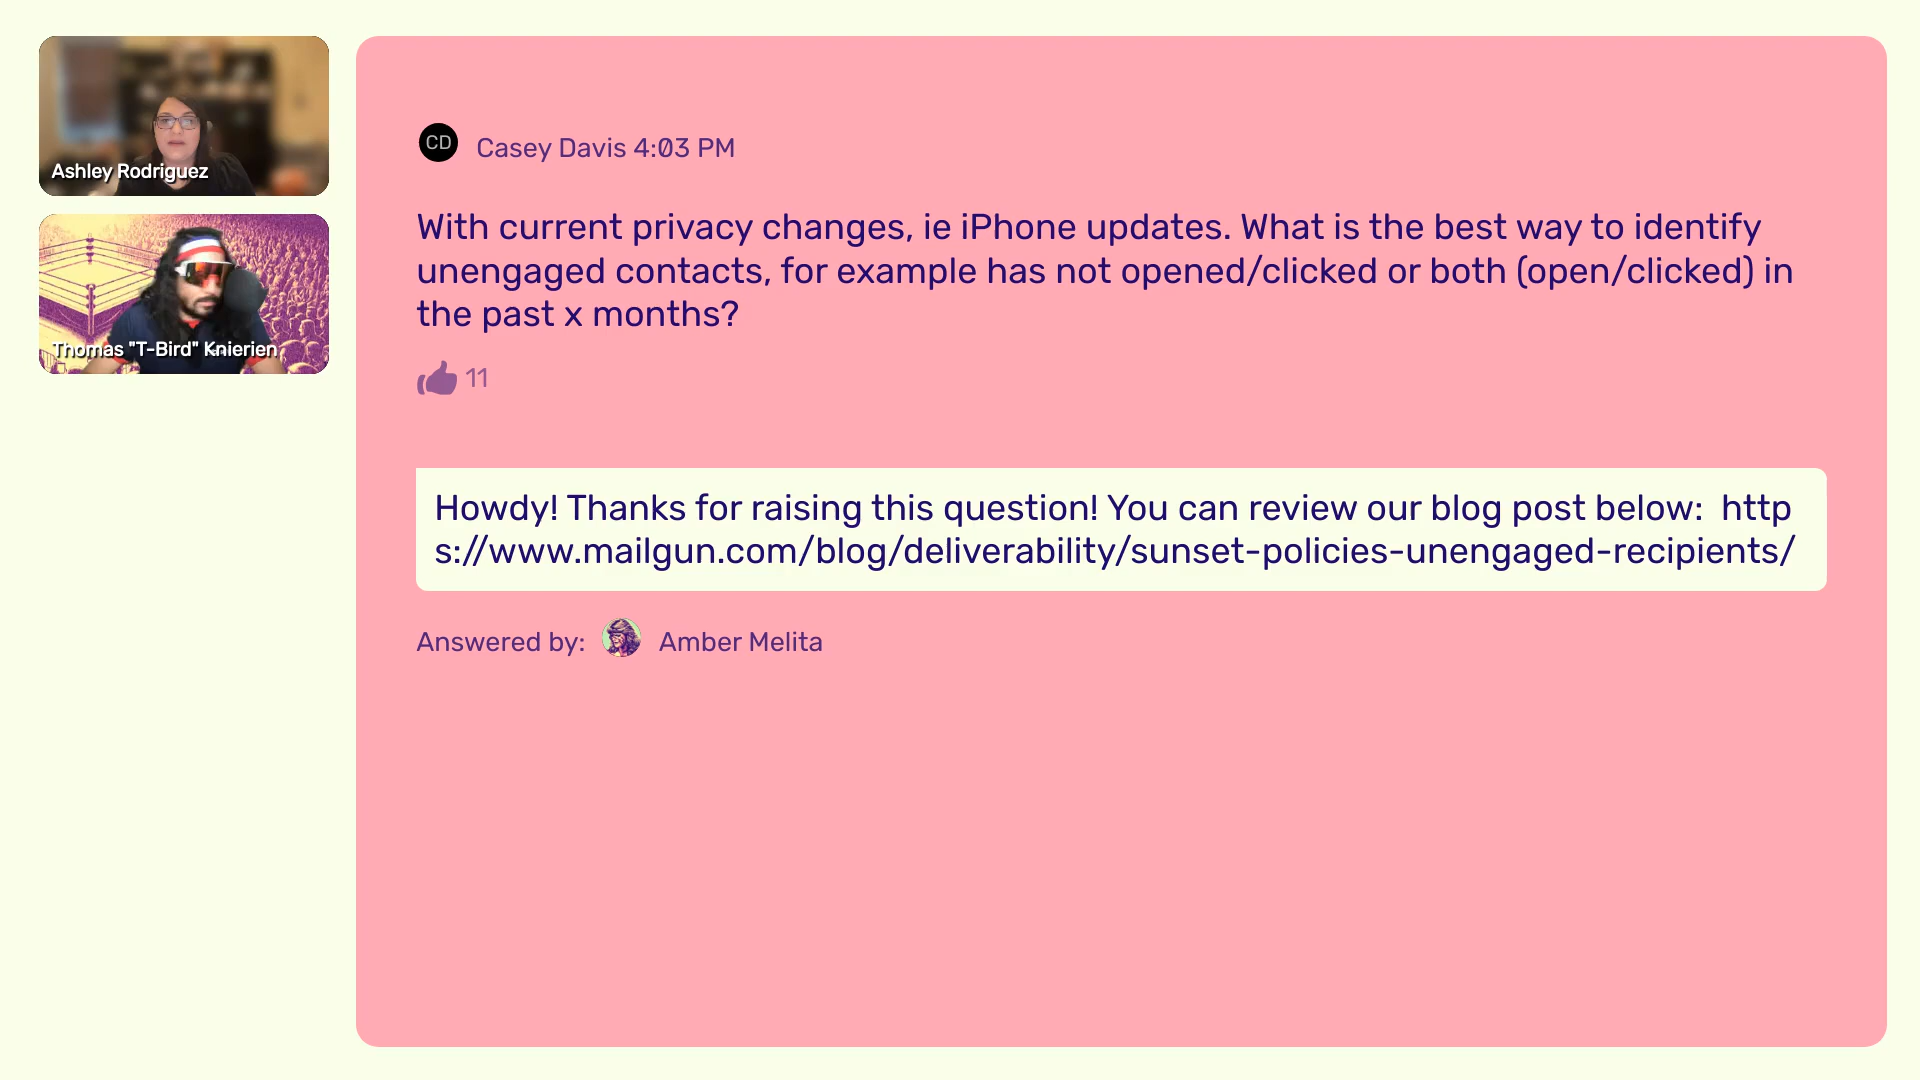 Ashley Rodriguez
Thomas "T-Bird" Knierien
CD
Casey Davis 4:03 PM
With current privacy changes, ie iPhone updates. What is the best way to identify
unengaged contacts, for example has not opened/clicked or both (open/clicked) in
the past x months?
11
Howdy! Thanks for raising this question! You can review our blog post below:  http
s://www.mailgun.com/blog/deliverability/sunset-policies-unengaged-recipients/
Answered by:
Amber Melita